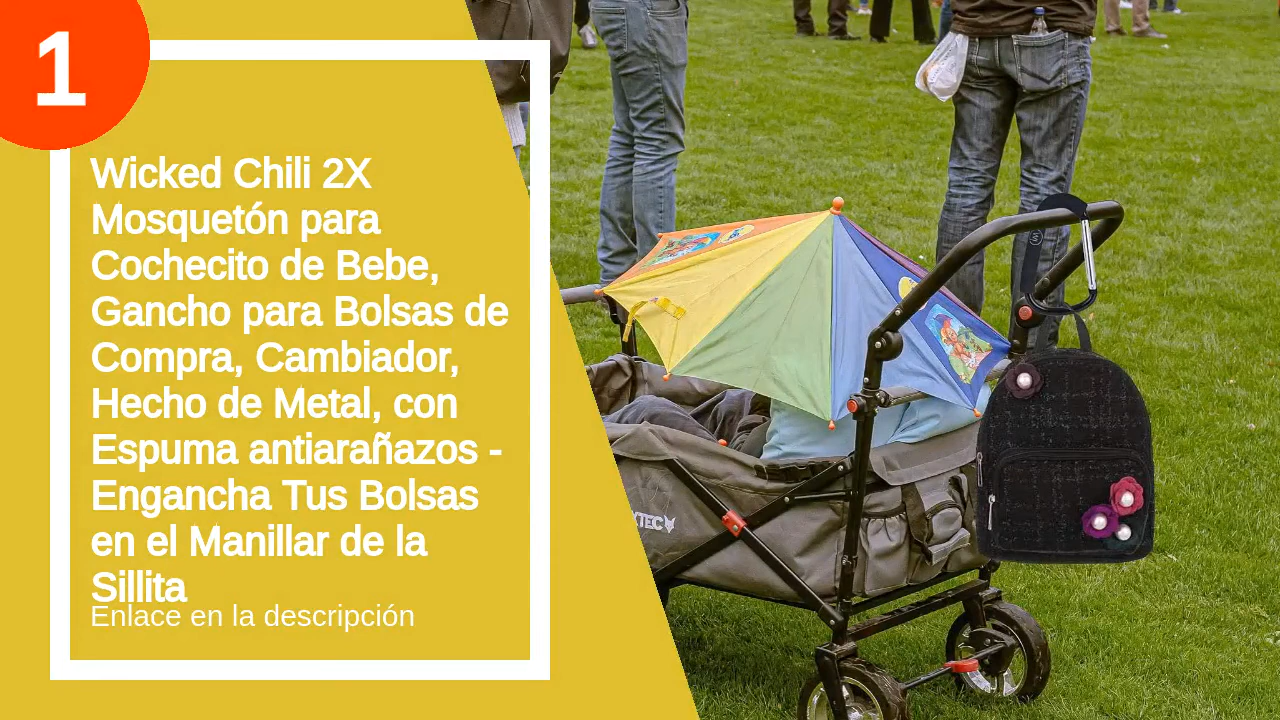 1
Wicked Chili 2X
Mosquetón para
Cochecito de Bebe,
Gancho para Bolsas de
Compra, Cambiador,
Hecho de Metal, con
Espuma antiarañazos -
Engancha Tus Bolsas
en el Manillar de la
Sillita
Enlace en la descripción